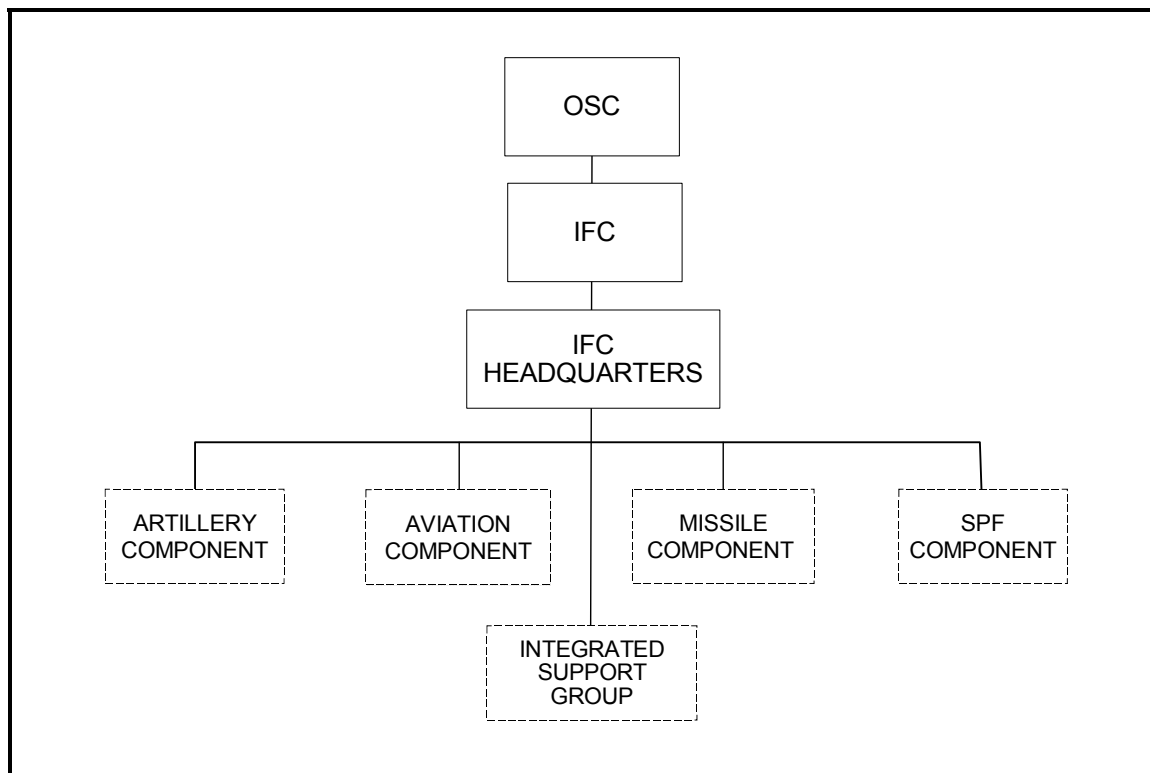 OSC
IFC
IFC
HEADQUARTERS
ARTILLERY
COMPONENT
AVIATION
COMPONENT
MISSILE
COMPONENT
SPF
COMPONENT
INTEGRATED
SUPPORT
GROUP